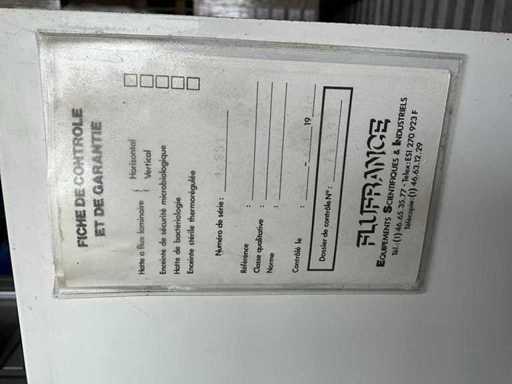 FICHE DE CONTROLE
ET DE GARANTIE
Hotte a flux laminaire { Horizontal
Vertical
Enceinte de sécurité microbiologique
Hotte de bactériologie
Enceinte stérile thermorégulée
Numéro de série :
Référence :
Classe qualitative :
Norme :
Contrôlé le - - 19
Dossier de contrôle N° :
FLUFRANCE
EQUIPEMENTS SCIENTIFIQUES & INDUSTRIELS
Tél. : (1) 46.65.35.77 - Telex : ESI 270 923 F
Télécopie : (1) 46.63.12.29